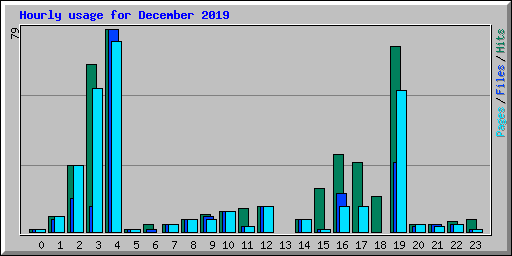 Hourly usage for December 2019
79
Pages/Files/Hits
0 1 2 3 4 5 6 7 8 9 10 11 12 13 14 15 16 17 18 19 20 21 22 23